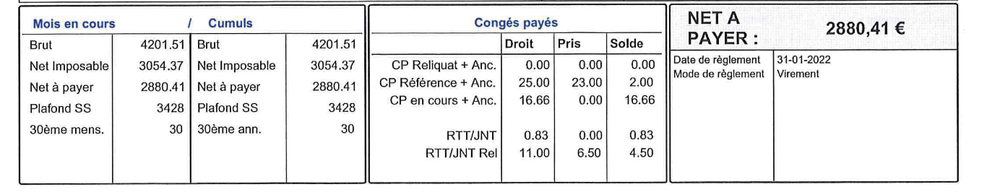 Mois en cours / Cumuls
Brut 4201.51 Brut 4201.51
Net Imposable 3054.37 Net Imposable 3054.37
Net à payer 2880.41 Net à payer 2880.41
Plafond SS 3428 Plafond SS 3428
30ème mens. 30 30ème ann. 30
Congés payés
Droit Pris Solde
CP Reliquat + Anc. 0.00 0.00 0.00
CP Référence + Anc. 25.00 23.00 2.00
CP en cours + Anc. 16.66 0.00 16.66
RTT/JNT 0.83 0.00 0.83
RTT/JNT Rel 11.00 6.50 4.50
NET A
PAYER : 2880,41 €
Date de règlement 31-01-2022
Mode de règlement Virement